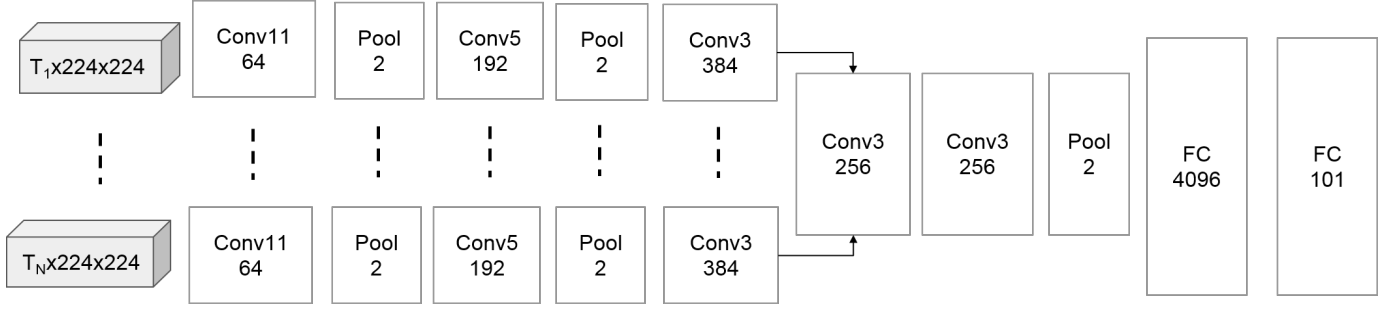 T₁x224x224
Conv11
64
Pool
2
Conv5
192
Pool
2
Conv3
384
Conv3
256
Conv3
256
Pool
2
FC
4096
FC
101
T_Nx224x224
Conv11
64
Pool
2
Conv5
192
Pool
2
Conv3
384